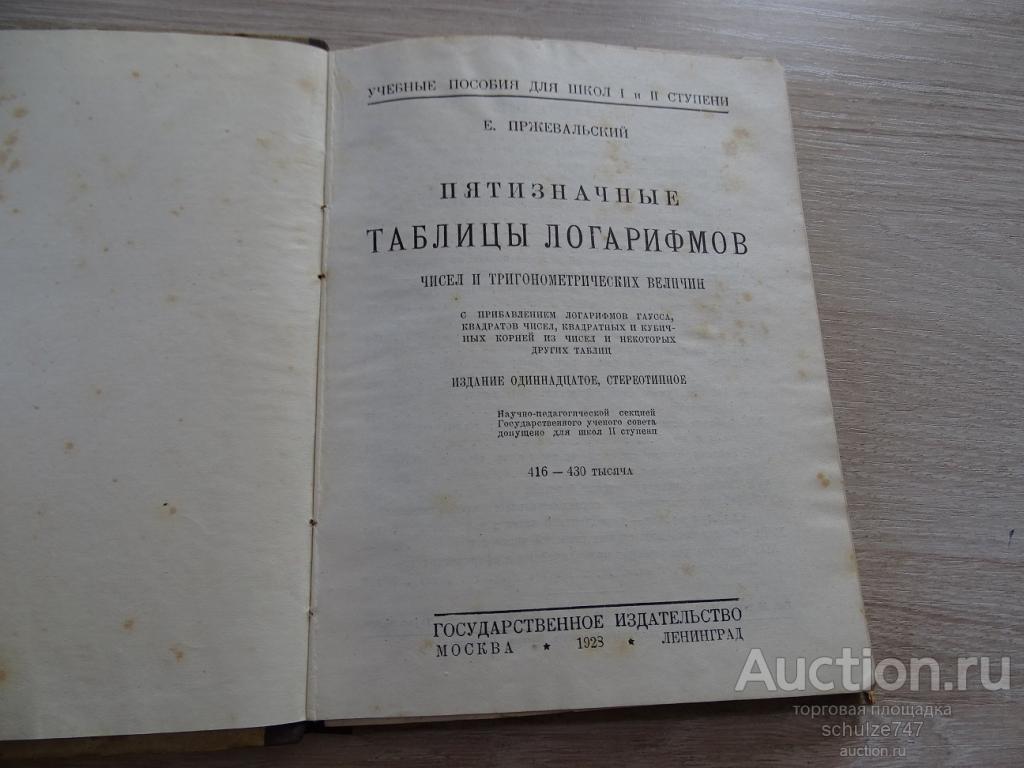 УЧЕБНЫЕ ПОСОБИЯ ДЛЯ ШКОЛ I и II СТУПЕНИ
Е. ПРЖЕВАЛЬСКИЙ
ПЯТИЗНАЧНЫЕ
ТАБЛИЦЫ ЛОГАРИФМОВ
ЧИСЕЛ И ТРИГОНОМЕТРИЧЕСКИХ ВЕЛИЧИН
С ПРИБАВЛЕНИЕМ ЛОГАРИФМОВ ГАУССА,
КВАДРАТОВ ЧИСЕЛ, КВАДРАТНЫХ И КУБИЧ-
НЫХ КОРНЕЙ ИЗ ЧИСЕЛ И НЕКОТОРЫХ
ДРУГИХ ТАБЛИЦ
ИЗДАНИЕ ОДИННАДЦАТОЕ, СТЕРЕОТИПНОЕ
Научно-педагогической секцией
Государственного ученого совета
допущено для школ II ступени
416 — 430 ТЫСЯЧА
ГОСУДАРСТВЕННОЕ ИЗДАТЕЛЬСТВО
МОСКВА ★ 1928 ★ ЛЕНИНГРАД
Auction.ru
торговая площадка
schulze747
auction.ru